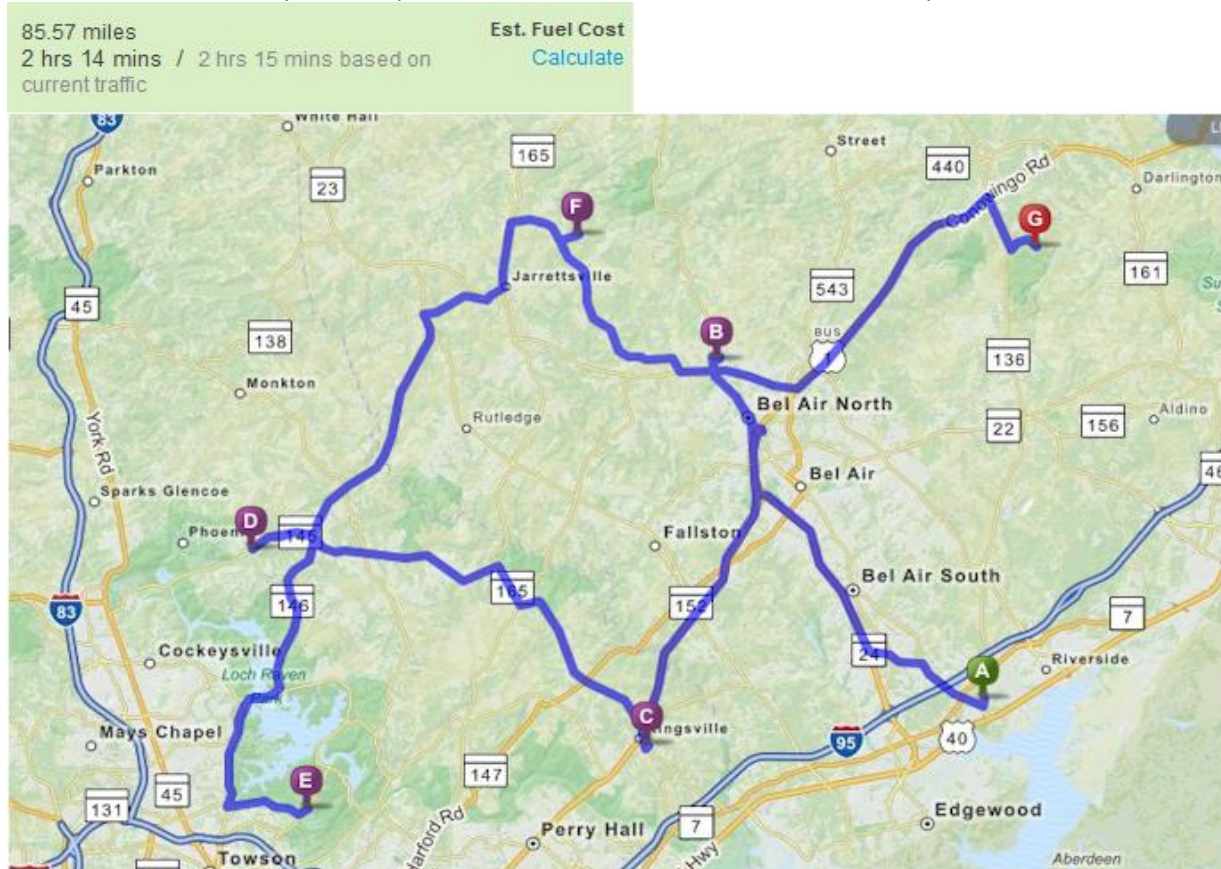 85.57 miles
Est. Fuel Cost
2 hrs 14 mins / 2 hrs 15 mins based on
current traffic
Calculate
83
White Hall
165
Street
440
Conowingo Rd
Parkton
23
Darlington
F
G
45
Jarrettsville
543
161
138
B
BUS
1
136
Monkton
Bel Air North
Rutledge
22
156
Aldino
York Rd
Bel Air
Sparks Glencoe
D
Phoenix
145
Fallston
Bel Air South
83
146
165
152
7
Cockeysville
24
A
Riverside
Loch Raven
Park
C
Kingsville
Mays Chapel
95
40
147
E
45
131
Harford Rd
Perry Hall
7
Edgewood
Hwy
Towson
Aberdeen